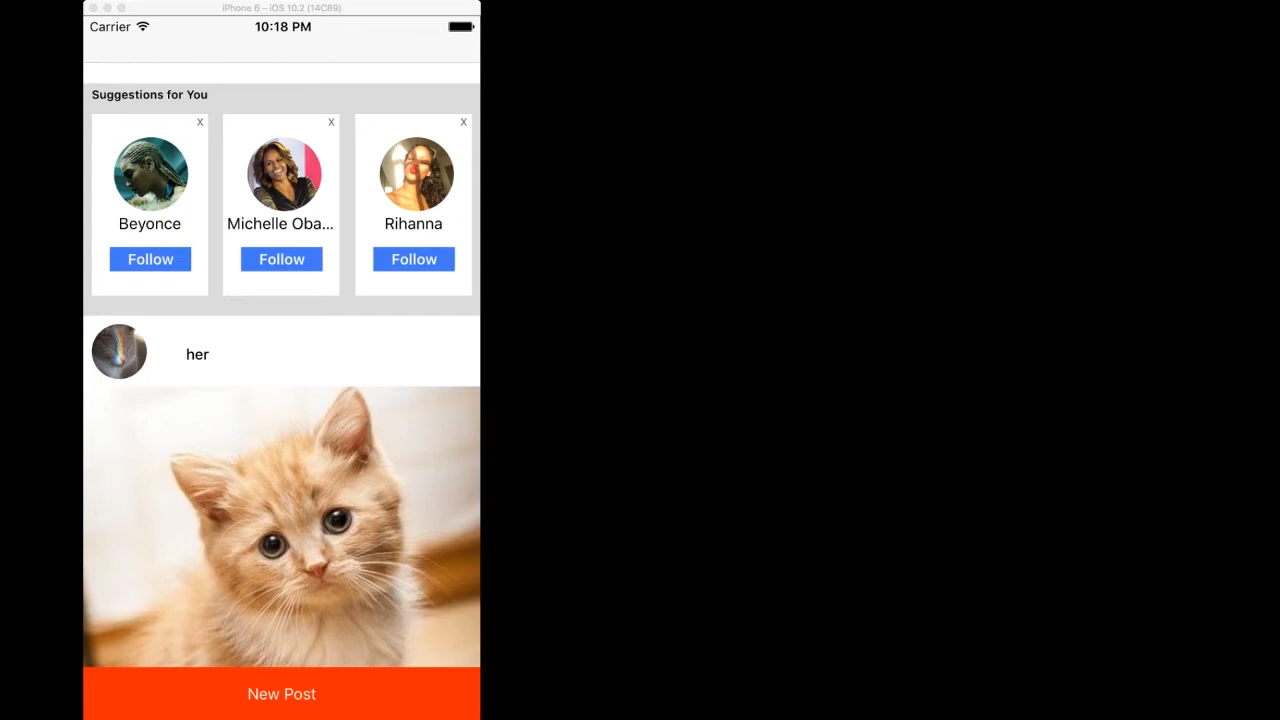 iPhone 6 – iOS 10.2 (14C89)
Carrier 10:18 PM
Suggestions for You
X X X
Beyonce Michelle Oba... Rihanna
Follow Follow Follow
her
New Post